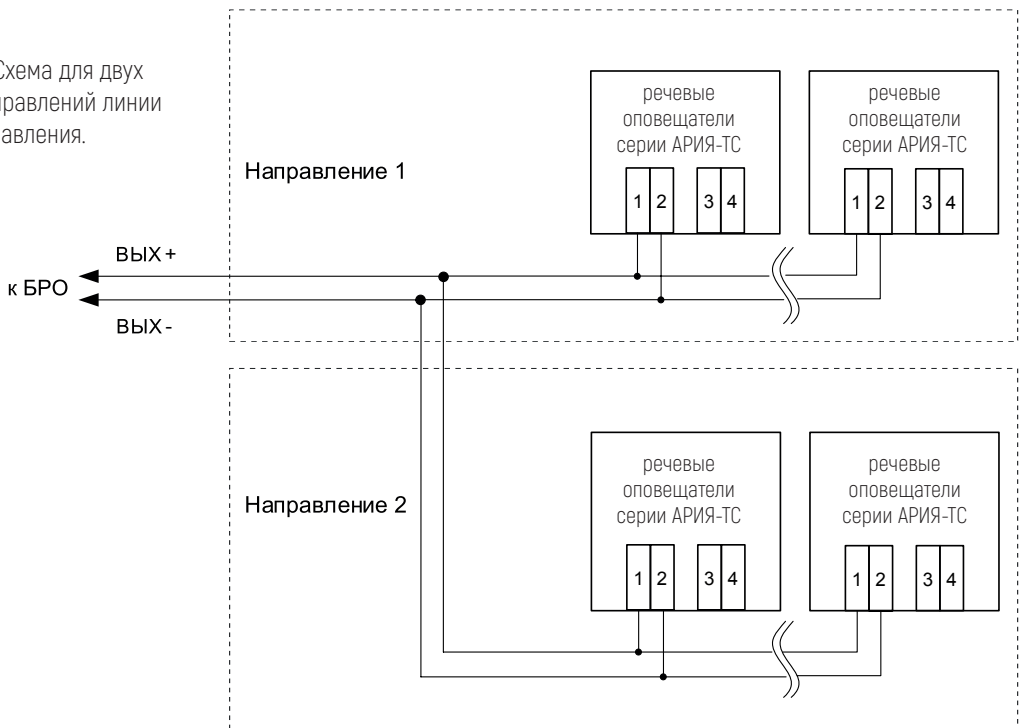 Схема для двух
линии
Направление 1
речевые
оповещатели
серии АРИЯ-ТС
1 2 3 4
речевые
оповещатели
серии АРИЯ-ТС
1 2 3 4
ВЫХ+
к БРО
ВЫХ-
Направление 2
речевые
оповещатели
серии АРИЯ-ТС
1 2 3 4
речевые
оповещатели
серии АРИЯ-ТС
1 2 3 4